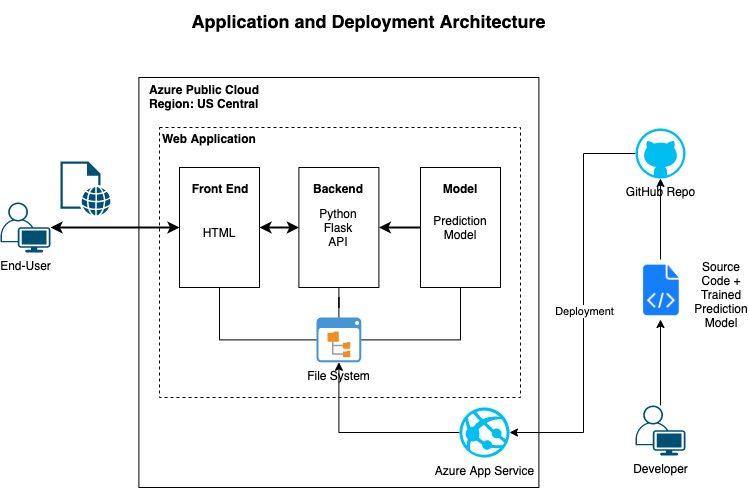 Application and Deployment Architecture
Azure Public Cloud
Region: US Central
Web Application
Front End
HTML
Backend
Python
Flask
API
Model
Prediction
Model
End-User
File System
Azure App Service
Deployment
GitHub Repo
Source
Code +
Trained
Prediction
Model
Developer